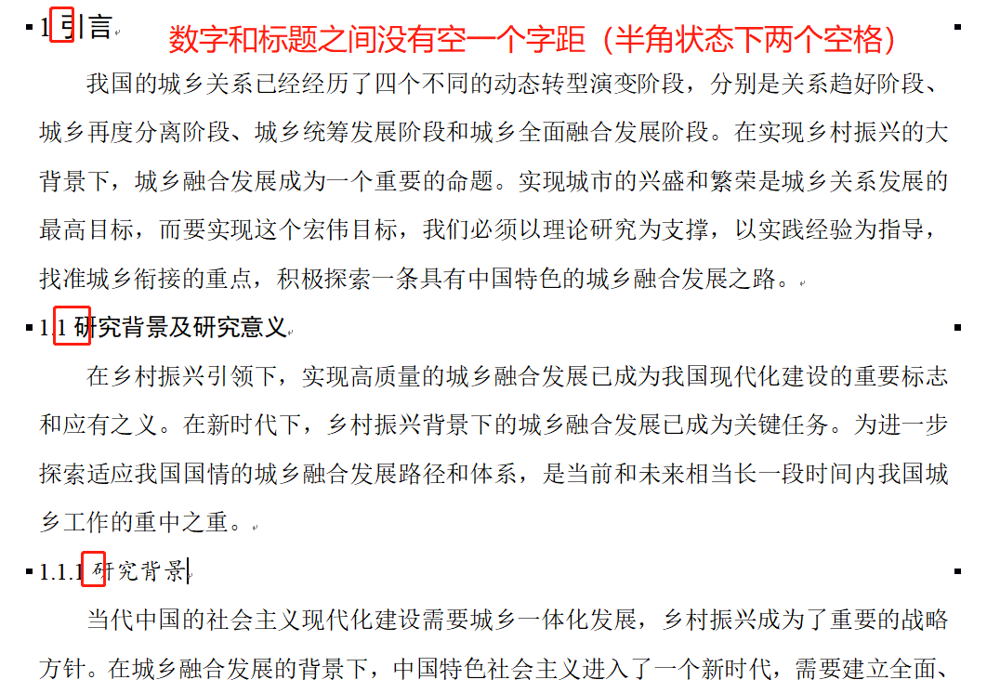 1 引言
数字和标题之间没有空一个字距（半角状态下两个空格）
我国的城乡关系已经经历了四个不同的动态转型演变阶段，分别是关系趋好阶段、
城乡再度分离阶段、城乡统筹发展阶段和城乡全面融合发展阶段。在实现乡村振兴的大
背景下，城乡融合发展成为一个重要的命题。实现城市的兴盛和繁荣是城乡关系发展的
最高目标，而要实现这个宏伟目标，我们必须以理论研究为支撑，以实践经验为指导，
找准城乡衔接的重点，积极探索一条具有中国特色的城乡融合发展之路。
1.1 研究背景及研究意义
在乡村振兴引领下，实现高质量的城乡融合发展已成为我国现代化建设的重要标志
和应有之义。在新时代下，乡村振兴背景下的城乡融合发展已成为关键任务。为进一步
探索适应我国国情的城乡融合发展路径和体系，是当前和未来相当长一段时间内我国城
乡工作的重中之重。
1.1.1 研究背景
当代中国的社会主义现代化建设需要城乡一体化发展，乡村振兴成为了重要的战略
方针。在城乡融合发展的背景下，中国特色社会主义进入了一个新时代，需要建立全面、